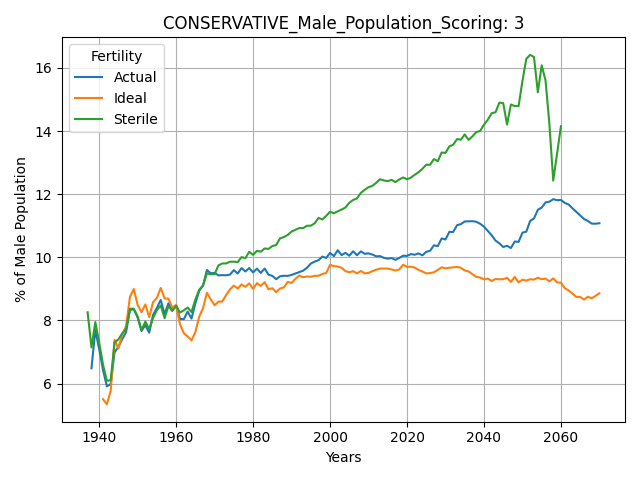 CONSERVATIVE_Male_Population_Scoring: 3
Fertility
Actual
Ideal
Sterile
% of Male Population
16
14
12
10
8
6
1940
1960
1980
2000
2020
2040
2060
Years